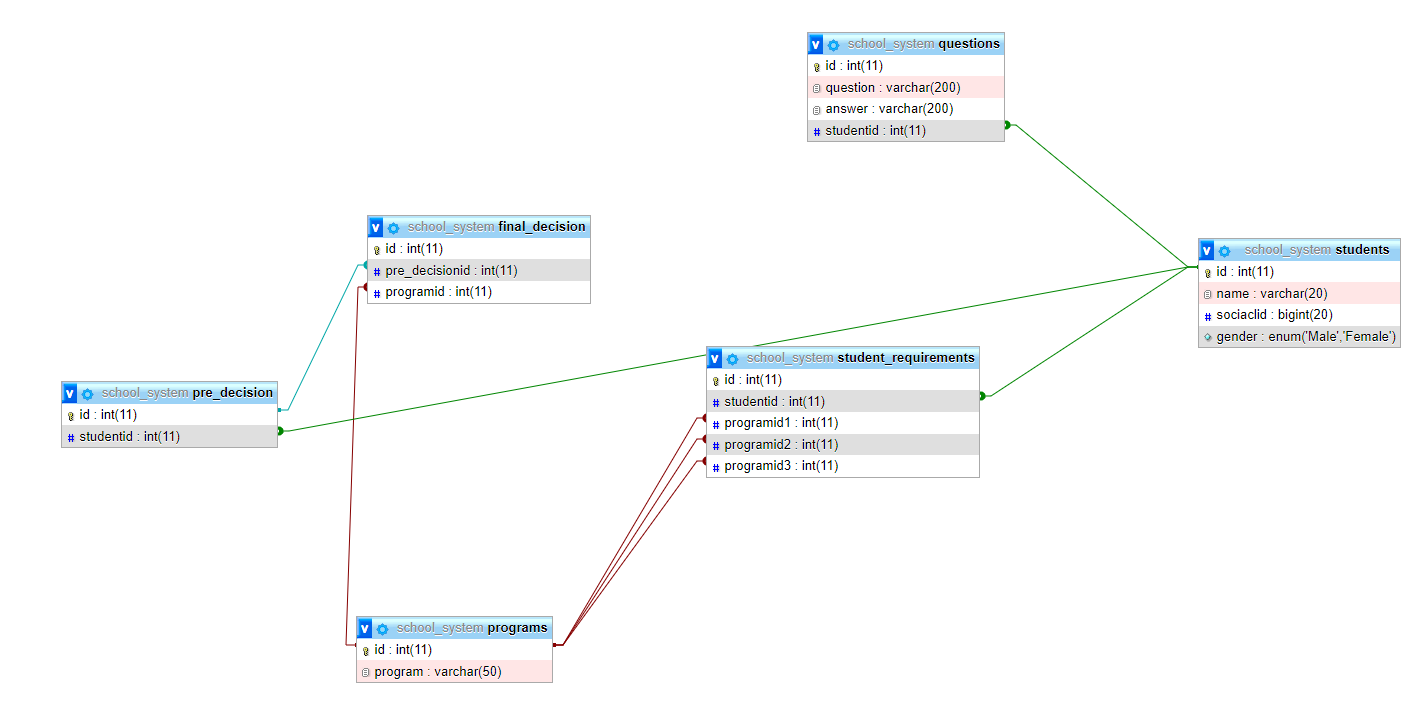 school_system questions
id : int(11)
question : varchar(200)
answer : varchar(200)
studentid : int(11)
school_system final_decision
id : int(11)
pre_decisionid : int(11)
programid : int(11)
school_system students
id : int(11)
name : varchar(20)
sociaclid : bigint(20)
gender : enum('Male','Female')
school_system student_requirements
id : int(11)
studentid : int(11)
programid1 : int(11)
programid2 : int(11)
programid3 : int(11)
school_system pre_decision
id : int(11)
studentid : int(11)
school_system programs
id : int(11)
program : varchar(50)